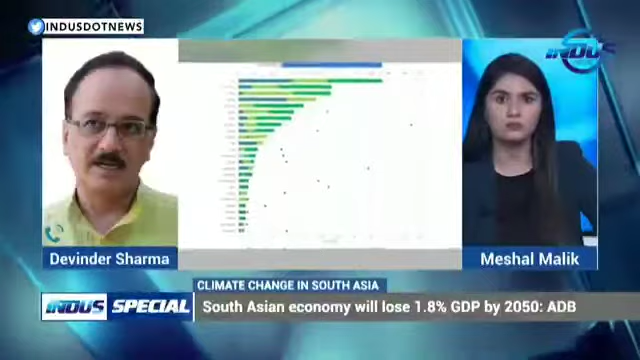 INDUSDOTNEWS
INDUS
Devinder Sharma
Meshal Malik
CLIMATE CHANGE IN SOUTH ASIA
INDUS SPECIAL
South Asian economy will lose 1.8% GDP by 2050: ADB